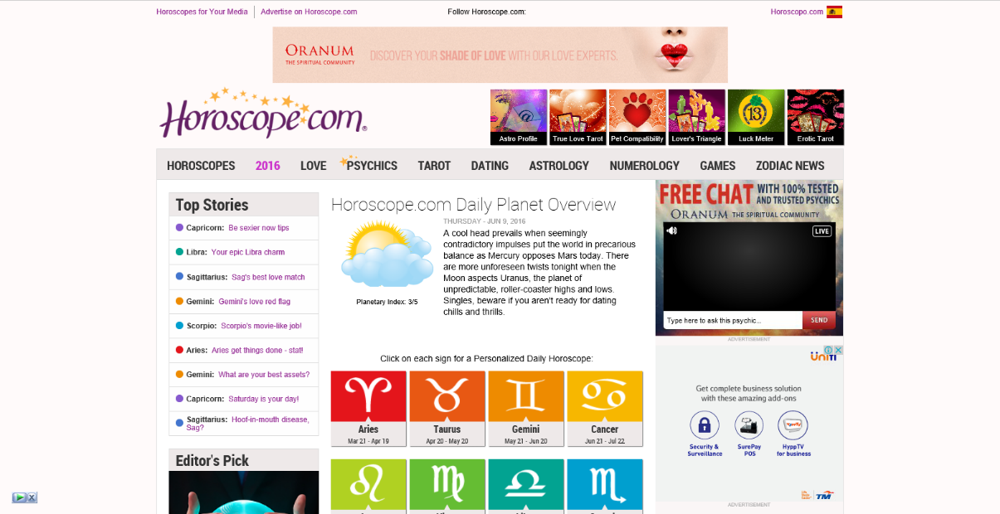 Horoscopes for Your Media
Advertise on Horoscope.com
Follow Horoscope.com:
Horoscopo.com
ORANUM
THE SPIRITUAL COMMUNITY
DISCOVER YOUR SHADE OF LOVE WITH OUR LOVE EXPERTS.
Horoscope.com®
@
13
Astro Profile
True Love Tarot
Pet Compatibility
Lover's Triangle
Luck Meter
Erotic Tarot
HOROSCOPES
2016
LOVE
PSYCHICS
TAROT
DATING
ASTROLOGY
NUMEROLOGY
GAMES
ZODIAC NEWS
Top Stories
Capricorn: Be sexier now tips
Libra: Your epic Libra charm
Sagittarius: Sag's best love match
Gemini: Gemini's love red flag
Scorpio: Scorpio's movie-like job!
Aries: Aries get things done - stat!
Gemini: What are your best assets?
Capricorn: Saturday is your day!
Sagittarius: Hoof-in-mouth disease,
Sag?
Editor's Pick
Horoscope.com Daily Planet Overview
THURSDAY - JUN 9, 2016
A cool head prevails when seemingly
contradictory impulses put the world in precarious
balance as Mercury opposes Mars today. There
are more unforeseen twists tonight when the
Moon aspects Uranus, the planet of
unpredictable, roller-coaster highs and lows.
Singles, beware if you aren't ready for dating
chills and thrills.
Planetary Index: 3/5
Click on each sign for a Personalized Daily Horoscope:
Aries
Mar 21 - Apr 19
Taurus
Apr 20 - May 20
Gemini
May 21 - Jun 20
Cancer
Jun 21 - Jul 22
FREE CHAT WITH 100% TESTED
AND TRUSTED PSYCHICS
ORANUM THE SPIRITUAL COMMUNITY
LIVE
Type here to ask this psychic...
SEND
ADVERTISEMENT
UNiTi
Get complete business solution
with these amazing add-ons
HyppTV
Security &
Surveillance
SurePay
POS
HyppTV
for business
TM
ADVERTISEMENT